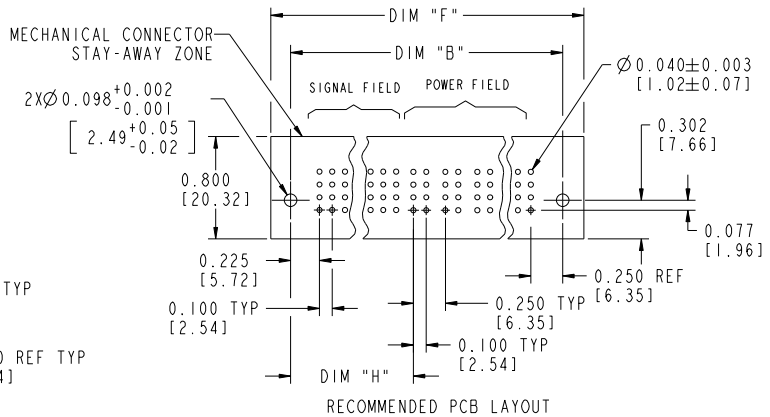 DIM "F"
MECHANICAL CONNECTOR
STAY-AWAY ZONE
DIM "B"
2XØ0.098 +0.002
-0.001
[2.49 +0.05
-0.02]
SIGNAL FIELD
POWER FIELD
Ø0.040±0.003
[1.02±0.07]
0.302
[7.66]
0.800
[20.32]
0.077
[1.96]
0.225
[5.72]
0.250 REF
[6.35]
TYP
0.100 TYP
[2.54]
0.250 TYP
[6.35]
0.100 TYP
[2.54]
REF TYP
DIM "H"
RECOMMENDED PCB LAYOUT